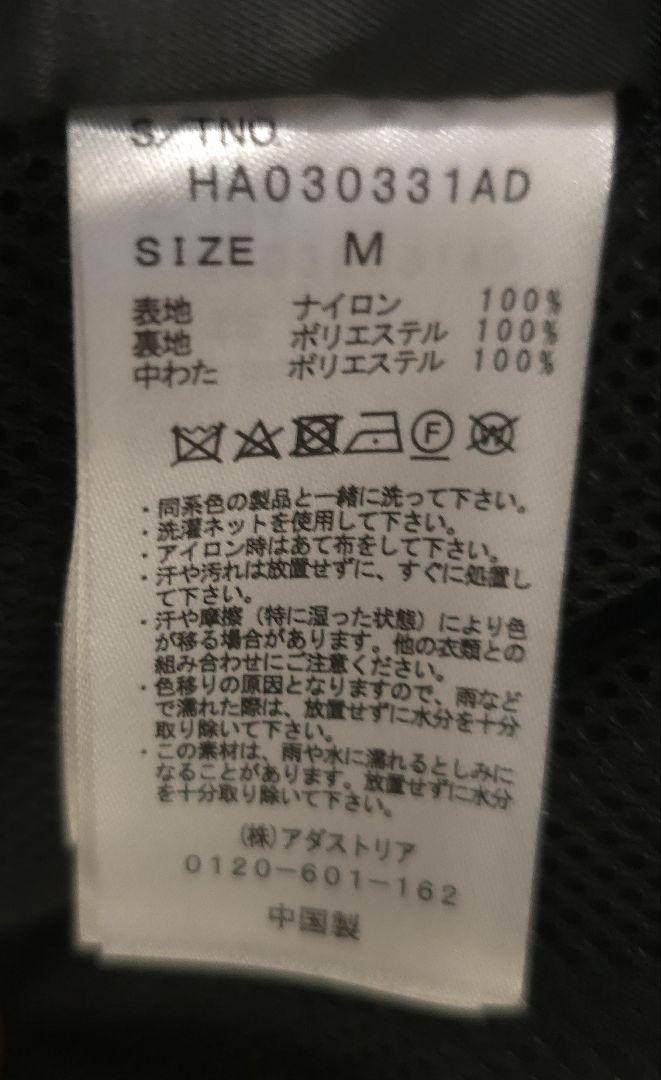 S/TNO
HA030331AD
SIZE M
表地 ナイロン 100%
裏地 ポリエステル 100%
中わた ポリエステル 100%
F W
・同系色の製品と一緒に洗って下さい。
・洗濯ネットを使用して下さい。
・アイロン時はあて布をして下さい。
・汗や汚れは放置せずに、すぐに処置し
て下さい。
・汗や摩擦（特に湿った状態）により色
が移る場合があります。他の衣類との
組み合わせにご注意ください。
・色移りの原因となりますので、雨など
で濡れた際は、放置せずに水分を十分
取り除いて下さい。
・この素材は、雨や水に濡れるとしみに
なることがあります。放置せずに水分
を十分取り除いて下さい。
(株)アダストリア
0120-601-162
中国製